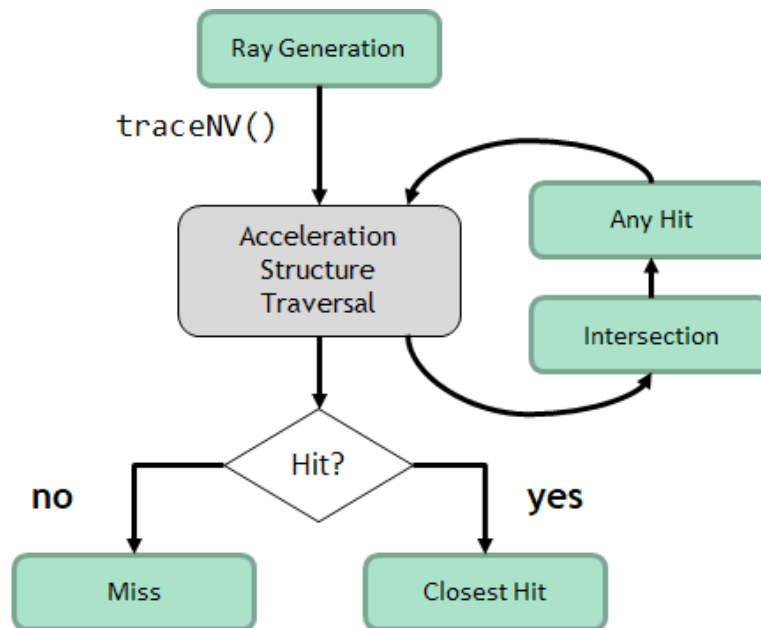 Ray Generation
traceNV()
Acceleration
Structure
Traversal
Any Hit
Intersection
Hit?
no
yes
Miss
Closest Hit